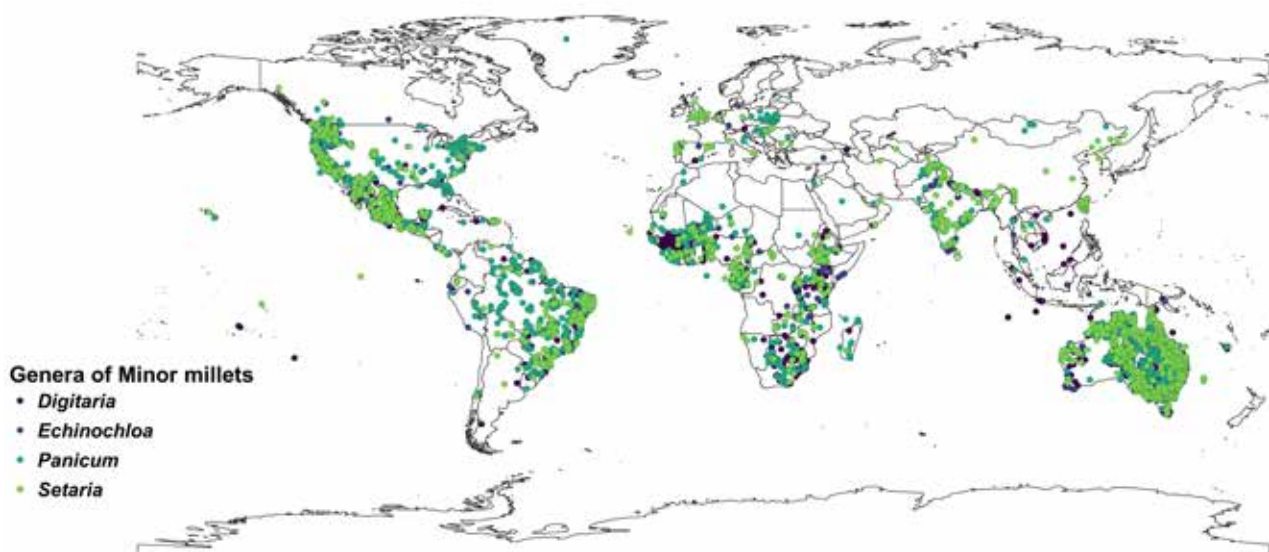 Genera of Minor millets
Digitaria
Echinochloa
Panicum
Setaria